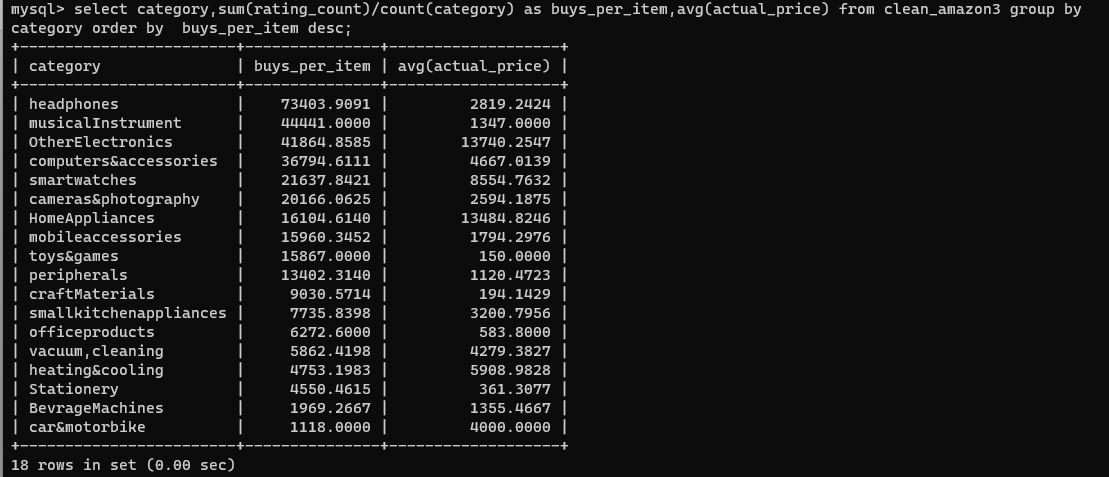 mysql> select category,sum(rating_count)/count(category) as buys_per_item,avg(actual_price) from clean_amazon3 group by
category order by  buys_per_item desc;
+------------------------+---------------+-------------------+
| category               | buys_per_item | avg(actual_price) |
+------------------------+---------------+-------------------+
| headphones             |    73403.9091 |         2819.2424 |
| musicalInstrument      |    44441.0000 |         1347.0000 |
| OtherElectronics       |    41864.8585 |        13740.2547 |
| computers&accessories  |    36794.6111 |         4667.0139 |
| smartwatches           |    21637.8421 |         8554.7632 |
| cameras&photography    |    20166.0625 |         2594.1875 |
| HomeAppliances         |    16104.6140 |        13484.8246 |
| mobileaccessories      |    15960.3452 |         1794.2976 |
| toys&games             |    15867.0000 |          150.0000 |
| peripherals            |    13402.3140 |         1120.4723 |
| craftMaterials         |     9030.5714 |          194.1429 |
| smallkitchenappliances |     7735.8398 |         3200.7956 |
| officeproducts         |     6272.6000 |          583.8000 |
| vacuum,cleaning        |     5862.4198 |         4279.3827 |
| heating&cooling        |     4753.1983 |         5908.9828 |
| Stationery             |     4550.4615 |          361.3077 |
| BevrageMachines        |     1969.2667 |         1355.4667 |
| car&motorbike          |     1118.0000 |         4000.0000 |
+------------------------+---------------+-------------------+
18 rows in set (0.00 sec)